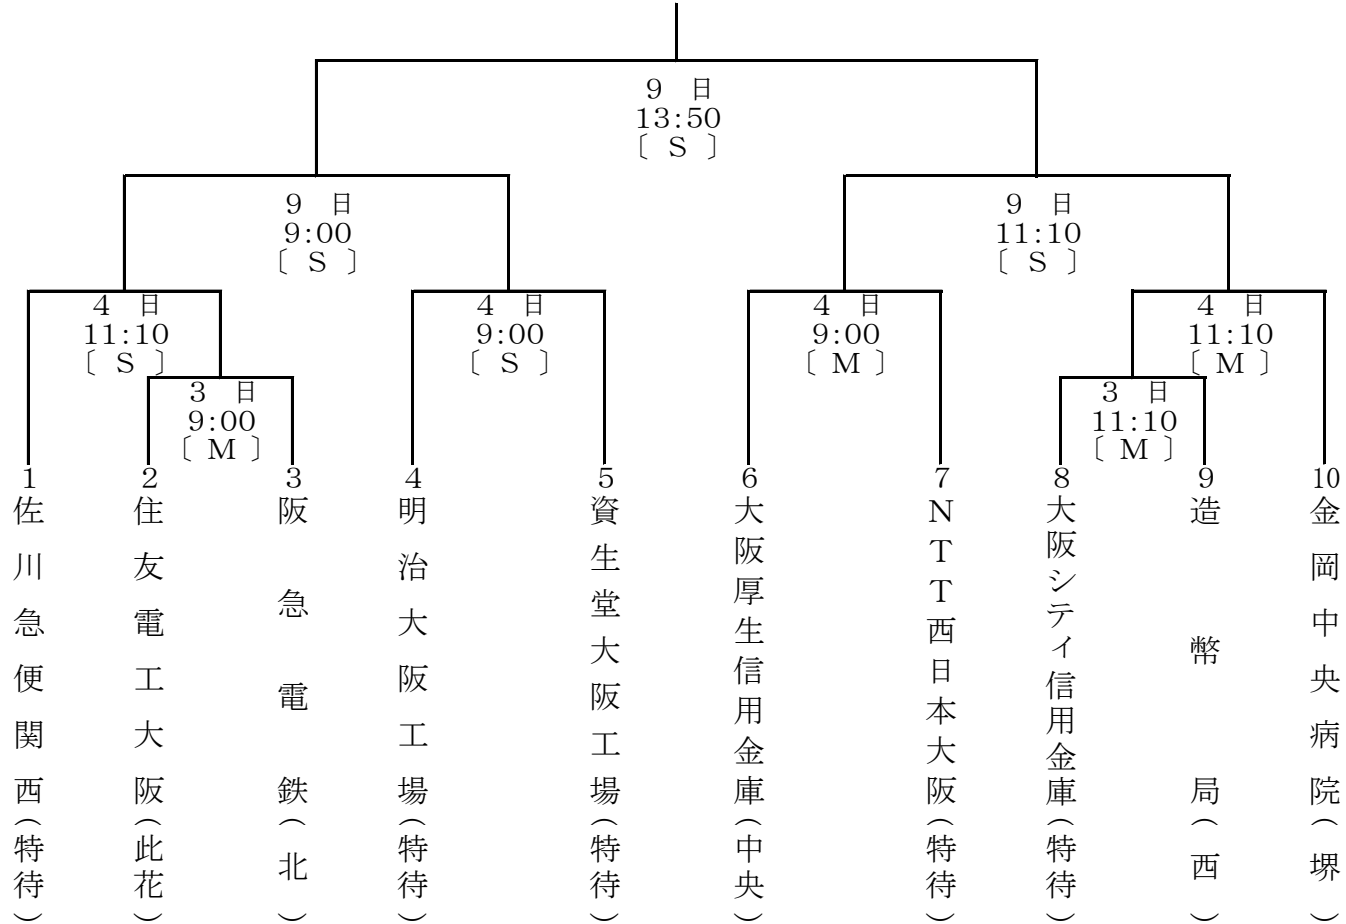 9 日
13:50
〔 S 〕
9 日
9:00
〔 S 〕
9 日
11:10
〔 S 〕
4 日
11:10
〔 S 〕
4 日
9:00
〔 S 〕
4 日
9:00
〔 M 〕
4 日
11:10
〔 M 〕
3 日
9:00
〔 M 〕
3 日
11:10
〔 M 〕
1
佐川急便関西(特待)
2
住友電工大阪(此花)
3
阪急電鉄(北)
4
明治大阪工場(特待)
5
資生堂大阪工場(特待)
6
大阪厚生信用金庫(中央)
7
NTT西日本大阪(特待)
8
大阪シティ信用金庫(特待)
9
造幣局(西)
10
金岡中央病院(堺)